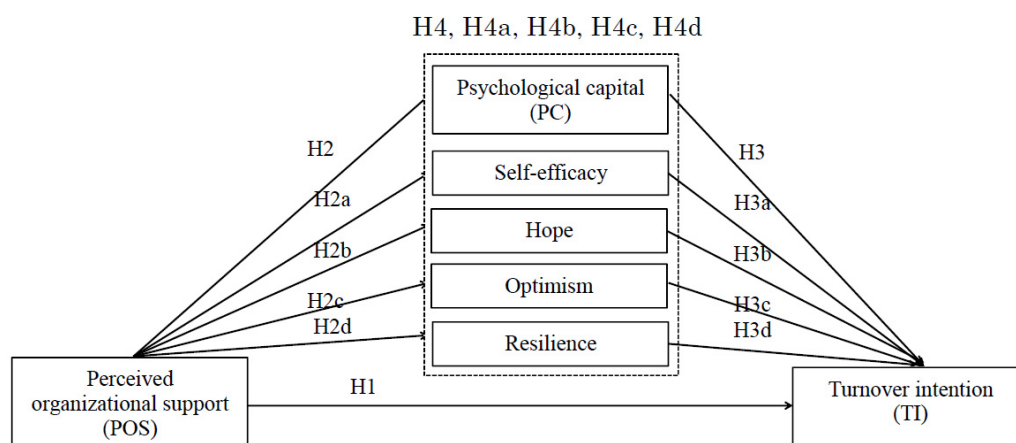 H4, H4a, H4b, H4c, H4d
Psychological capital
(PC)
H2
H3
Self-efficacy
H2a
H3a
Hope
H2b
H3b
Optimism
H2c
H3c
H2d
Resilience
H3d
Perceived
organizational support
(POS)
H1
Turnover intention
(TI)